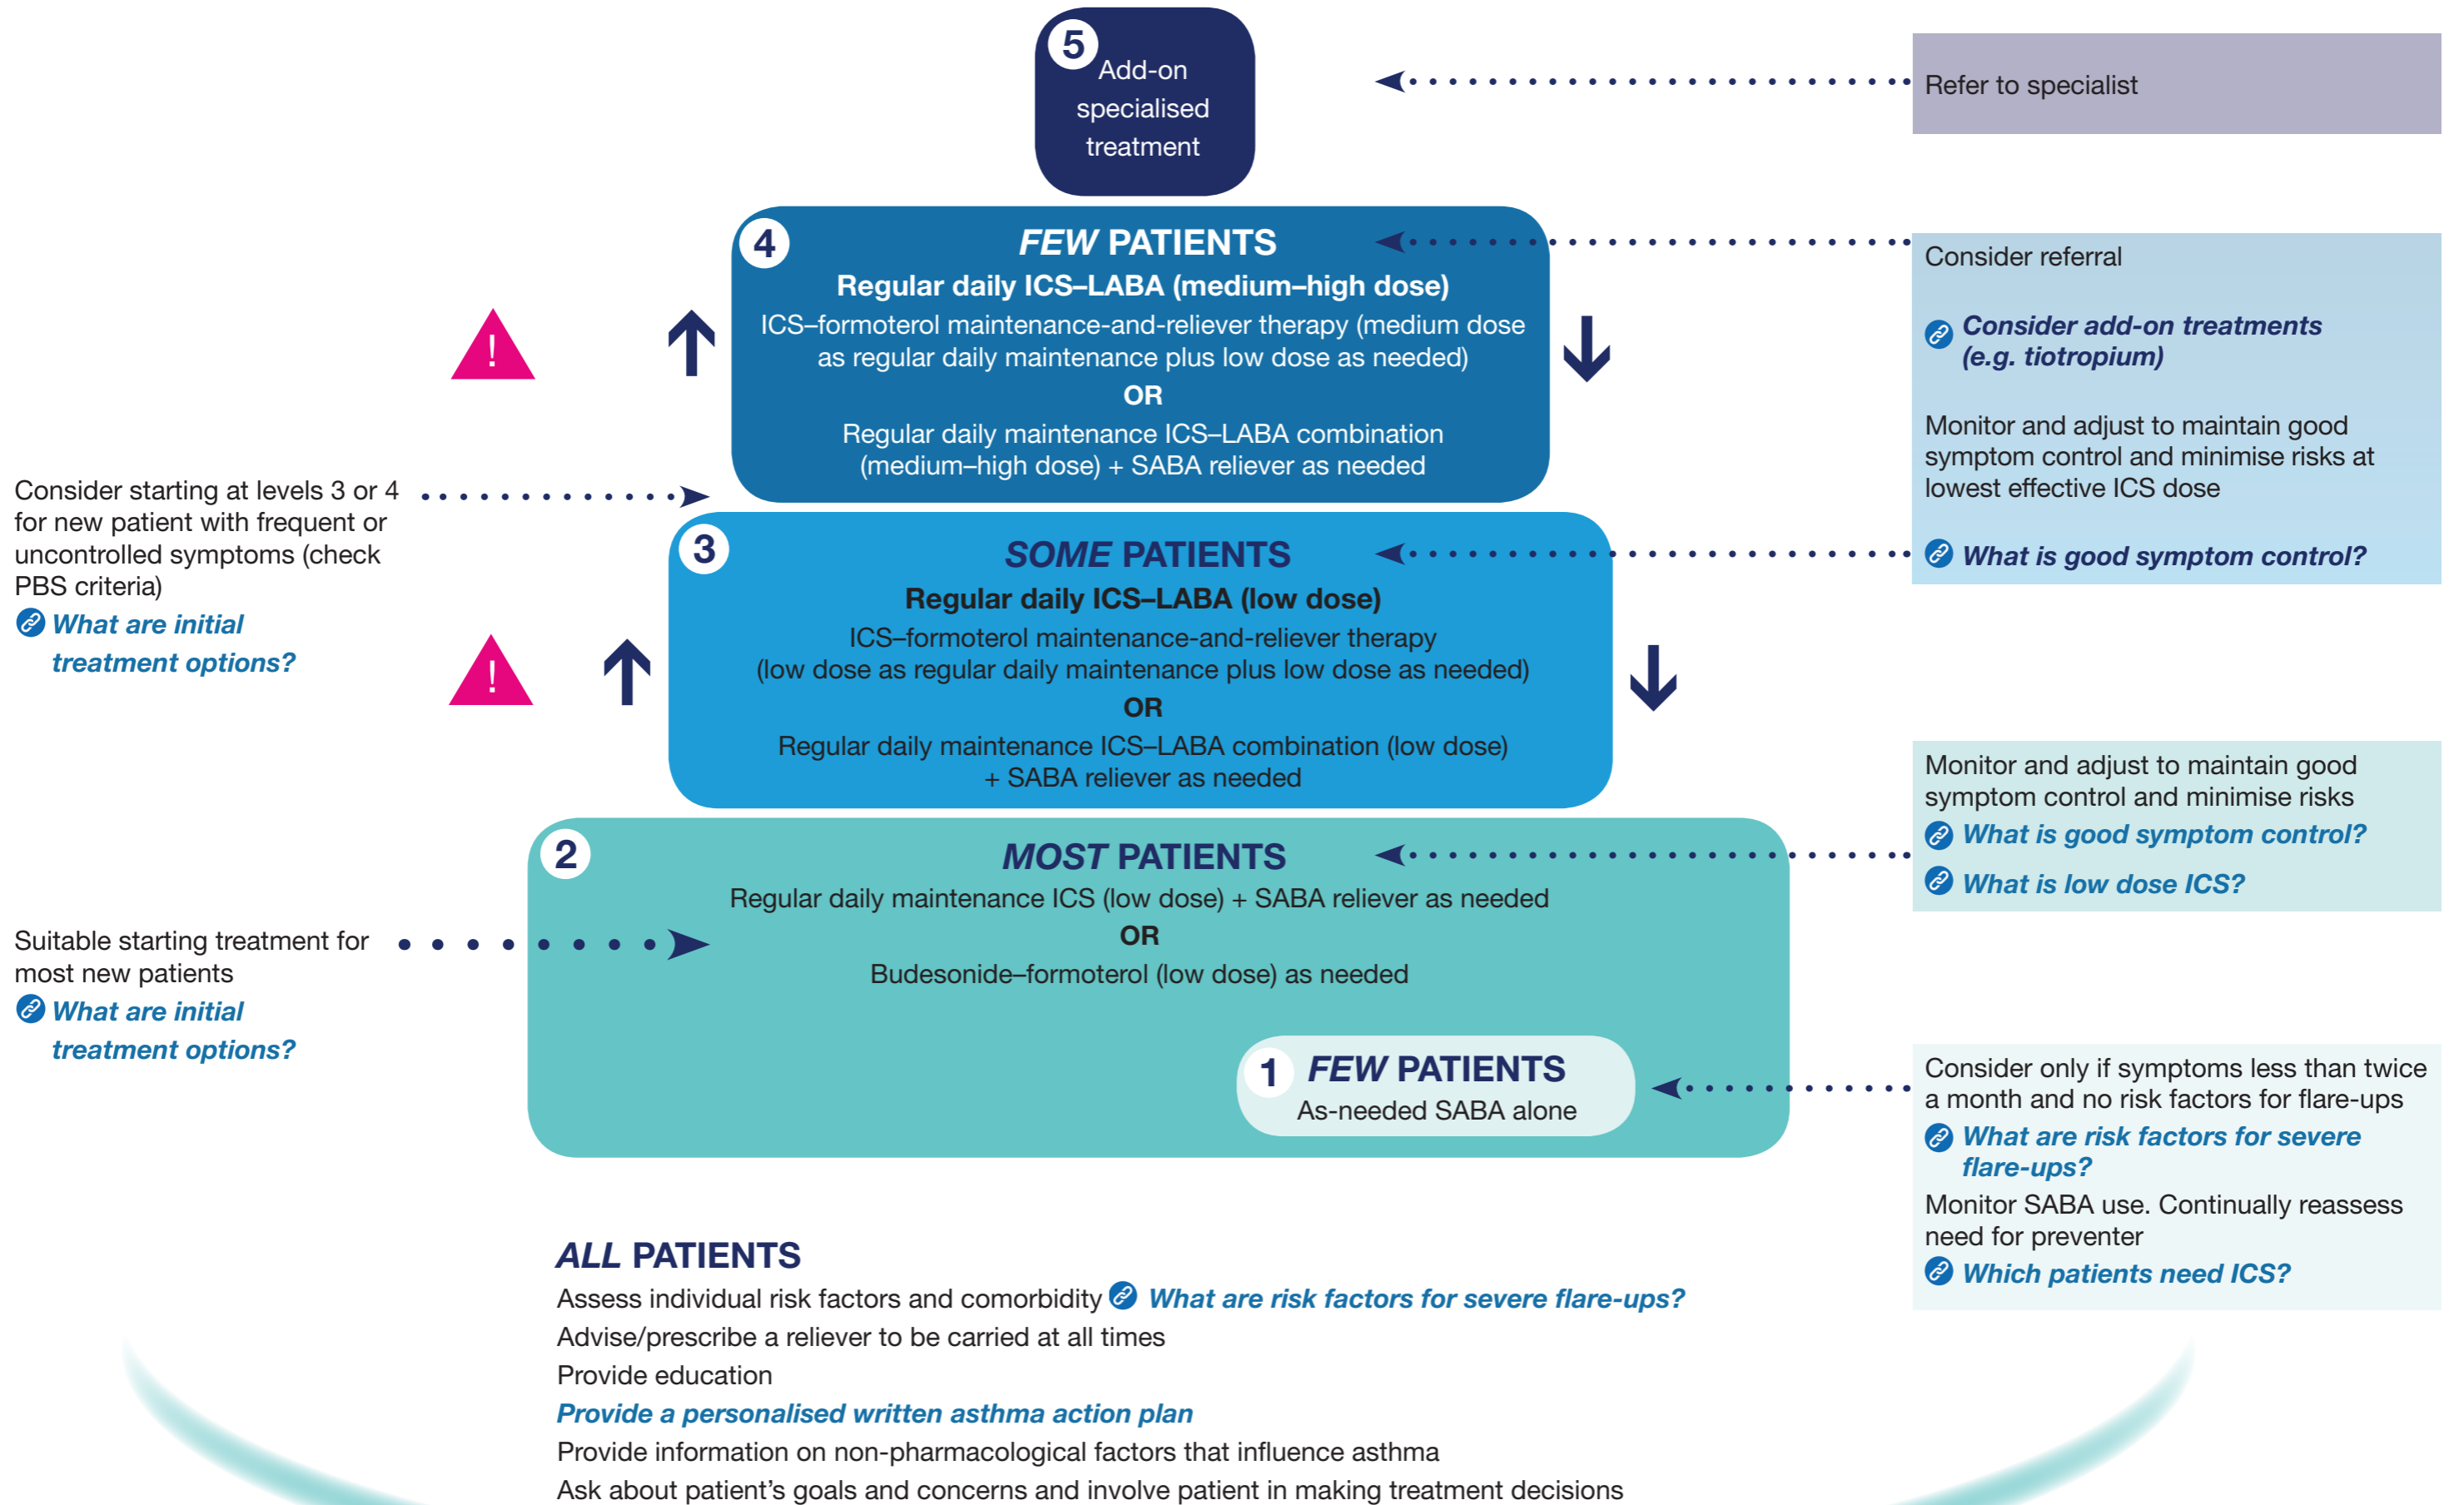 5
Add-on
specialised
treatment
Refer to specialist
4
FEW PATIENTS
Regular daily ICS–LABA (medium–high dose)
ICS–formoterol maintenance-and-reliever therapy (medium dose
as regular daily maintenance plus low dose as needed)
OR
Regular daily maintenance ICS–LABA combination
(medium–high dose) + SABA reliever as needed
!
Consider referral
Consider add-on treatments
(e.g. tiotropium)
Monitor and adjust to maintain good
symptom control and minimise risks at
lowest effective ICS dose
What is good symptom control?
Consider starting at levels 3 or 4
for new patient with frequent or
uncontrolled symptoms (check
PBS criteria)
What are initial
treatment options?
!
3
SOME PATIENTS
Regular daily ICS–LABA (low dose)
ICS–formoterol maintenance-and-reliever therapy
(low dose as regular daily maintenance plus low dose as needed)
OR
Regular daily maintenance ICS–LABA combination (low dose)
+ SABA reliever as needed
Monitor and adjust to maintain good
symptom control and minimise risks
What is good symptom control?
What is low dose ICS?
2
MOST PATIENTS
Regular daily maintenance ICS (low dose) + SABA reliever as needed
OR
Budesonide–formoterol (low dose) as needed
Suitable starting treatment for
most new patients
What are initial
treatment options?
1
FEW PATIENTS
As-needed SABA alone
Consider only if symptoms less than twice
a month and no risk factors for flare-ups
What are risk factors for severe
flare-ups?
Monitor SABA use. Continually reassess
need for preventer
Which patients need ICS?
ALL PATIENTS
Assess individual risk factors and comorbidity What are risk factors for severe flare-ups?
Advise/prescribe a reliever to be carried at all times
Provide education
Provide a personalised written asthma action plan
Provide information on non-pharmacological factors that influence asthma
Ask about patient's goals and concerns and involve patient in making treatment decisions